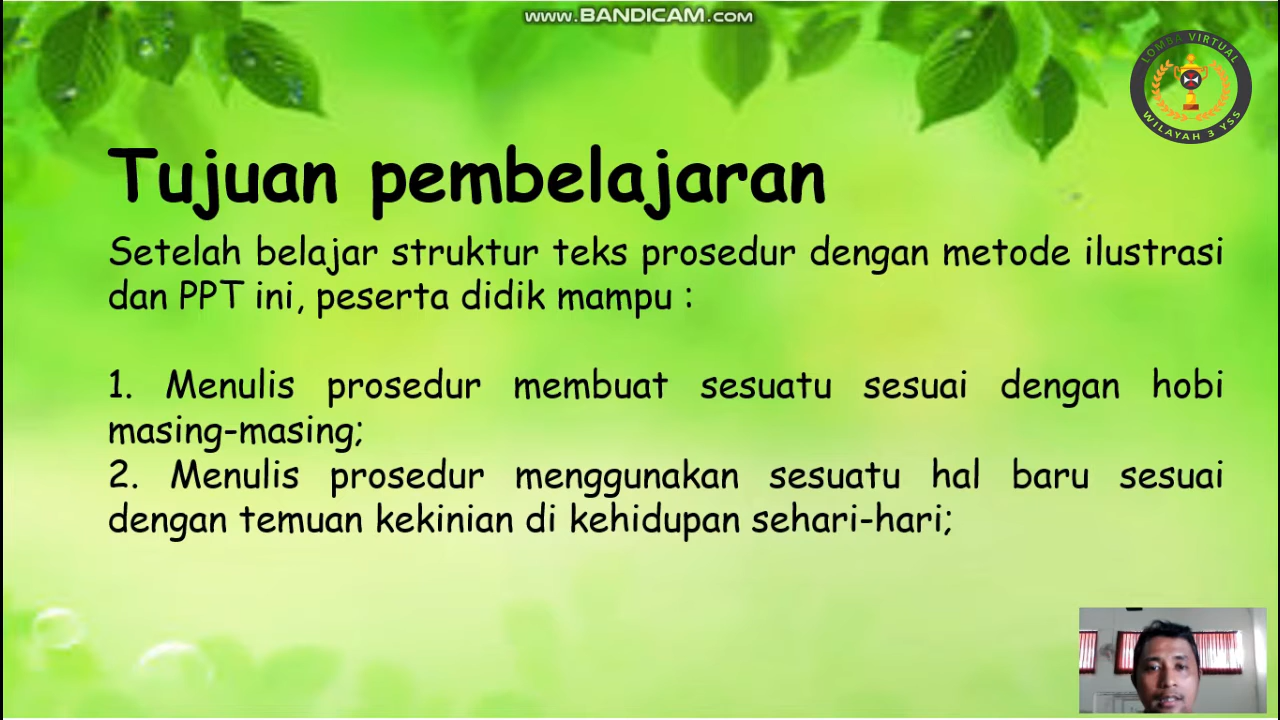 WWW.BANDICAM.COM
LOMBA VIRTUAL
WILAYAH 3 YSS
Tujuan pembelajaran
Setelah belajar struktur teks prosedur dengan metode ilustrasi
dan PPT ini, peserta didik mampu :
1. Menulis prosedur membuat sesuatu sesuai dengan hobi
masing-masing;
2. Menulis prosedur menggunakan sesuatu hal baru sesuai
dengan temuan kekinian di kehidupan sehari-hari;